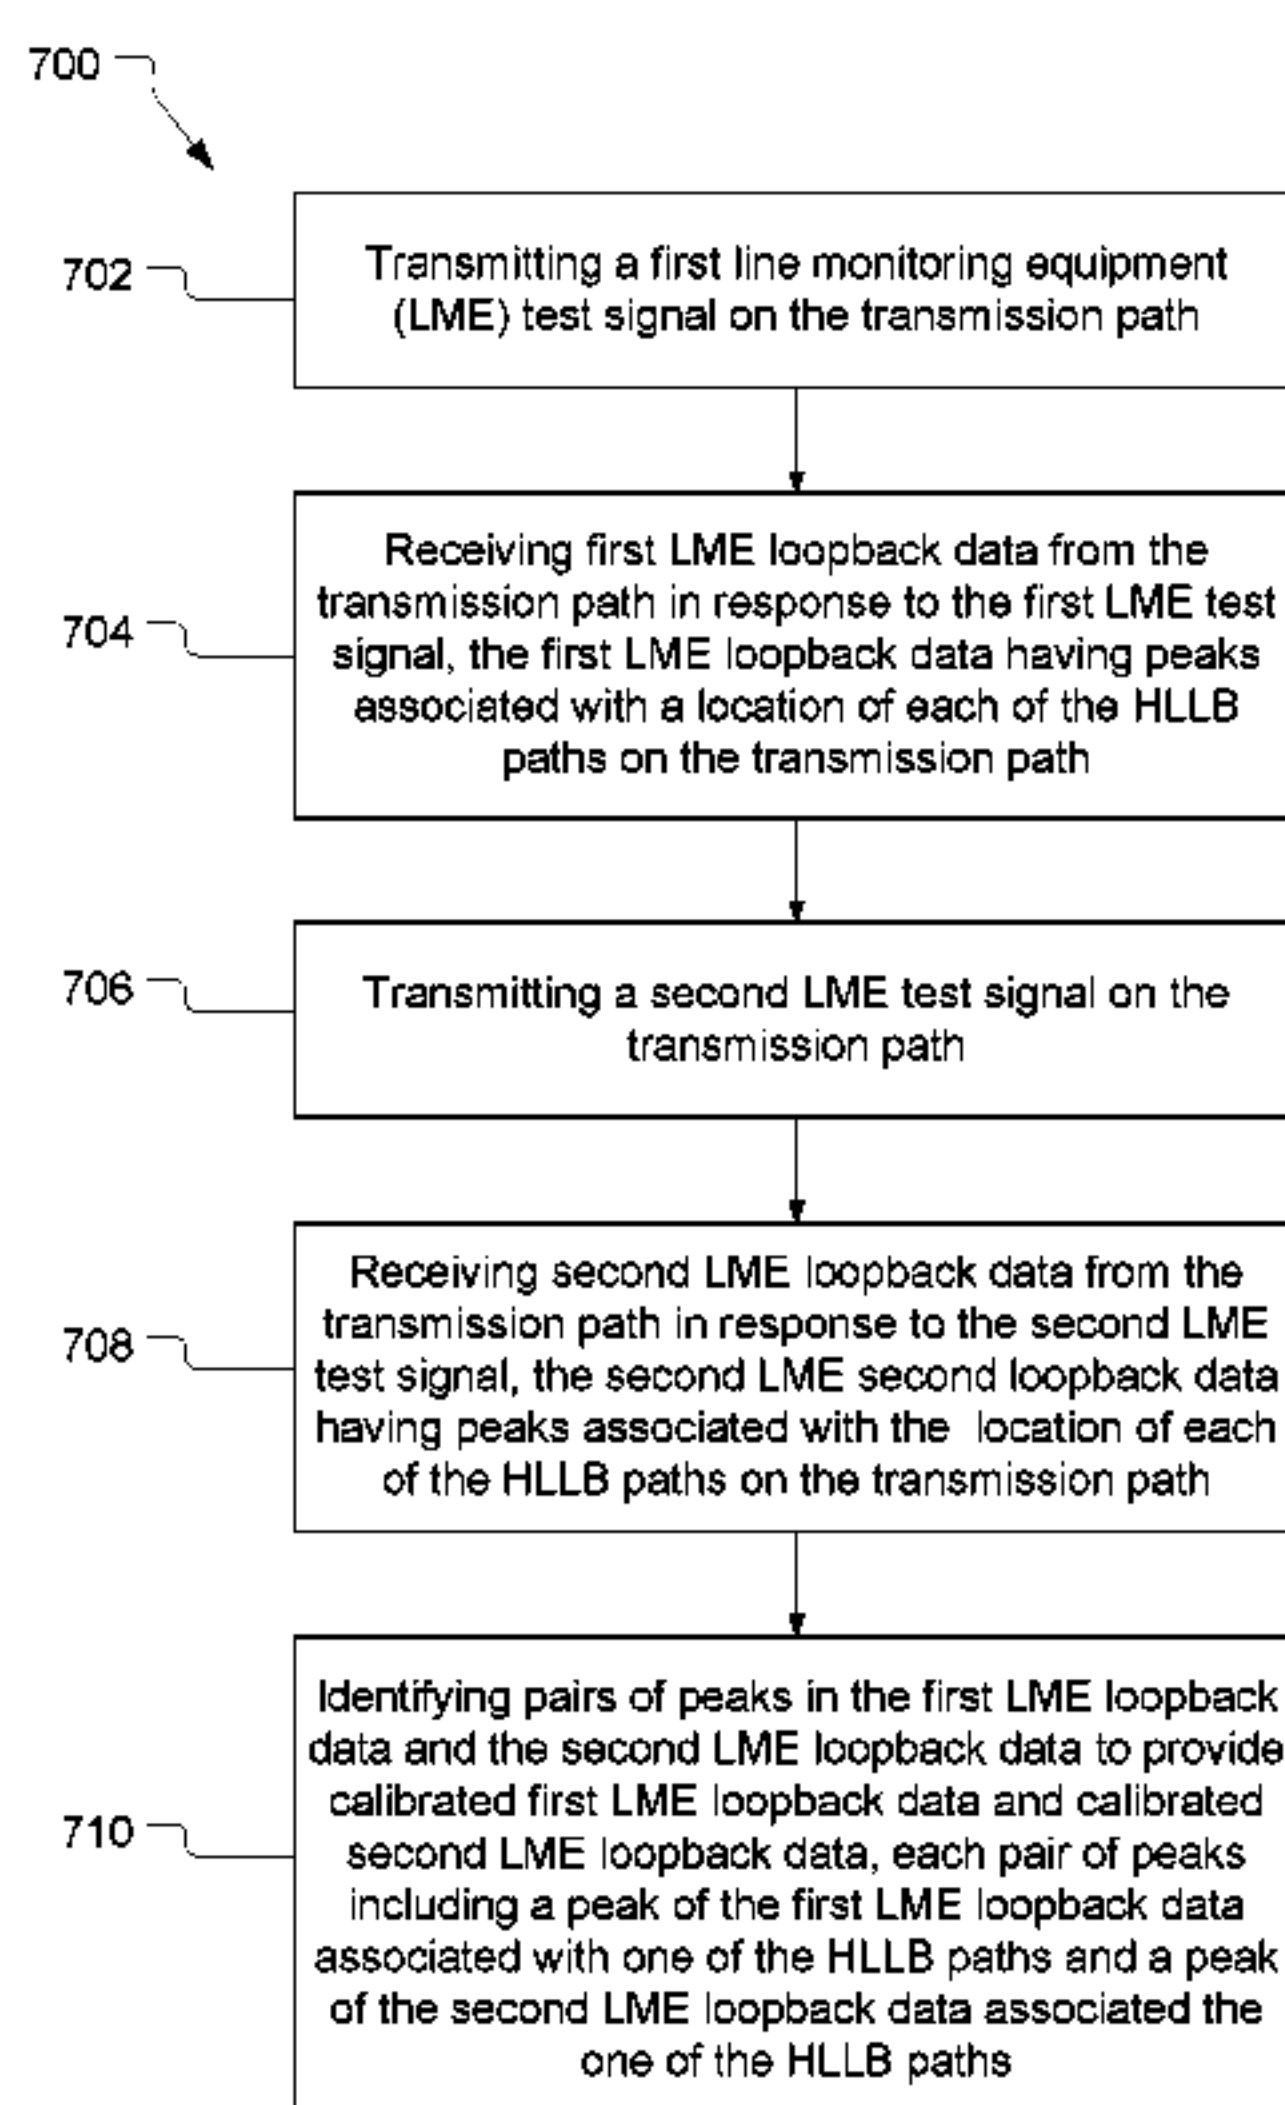 700
702
Transmitting a first line monitoring equipment
(LME) test signal on the transmission path
704
Receiving first LME loopback data from the
transmission path in response to the first LME test
signal, the first LME loopback data having peaks
associated with a location of each of the HLLB
paths on the transmission path
706
Transmitting a second LME test signal on the
transmission path
708
Receiving second LME loopback data from the
transmission path in response to the second LME
test signal, the second LME second loopback data
having peaks associated with the location of each
of the HLLB paths on the transmission path
710
Identifying pairs of peaks in the first LME loopback
data and the second LME loopback data to provide
calibrated first LME loopback data and calibrated
second LME loopback data, each pair of peaks
including a peak of the first LME loopback data
associated with one of the HLLB paths and a peak
of the second LME loopback data associated the
one of the HLLB paths